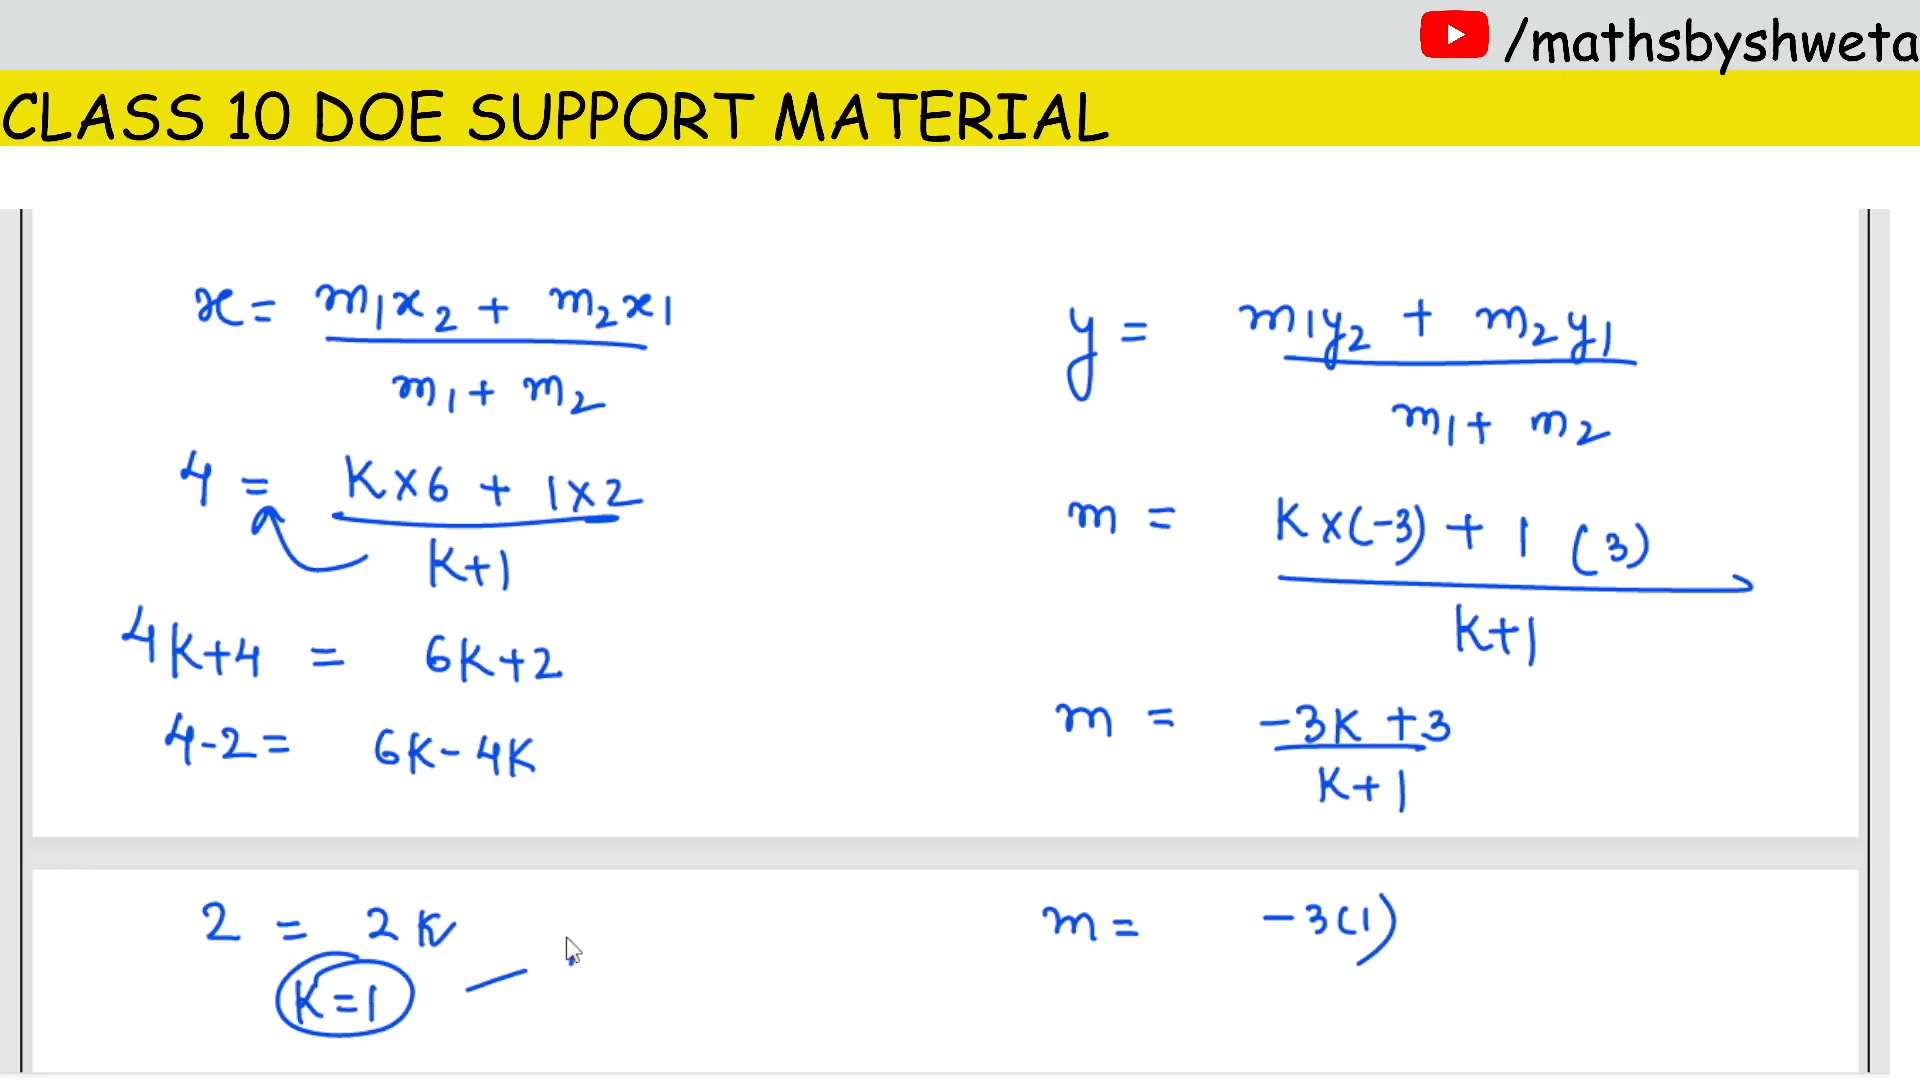 /mathsbyshweta
CLASS 10 DOE SUPPORT MATERIAL
x = (m1x2 + m2x1) / (m1 + m2)
4 = (K×6 + 1×2) / (K+1)
4K+4 = 6K+2
4-2 = 6K-4K
2 = 2K
K=1
y = (m1y2 + m2y1) / (m1 + m2)
m = (K×(-3) + 1(3)) / (K+1)
m = (-3K+3) / (K+1)
m = -3(1)